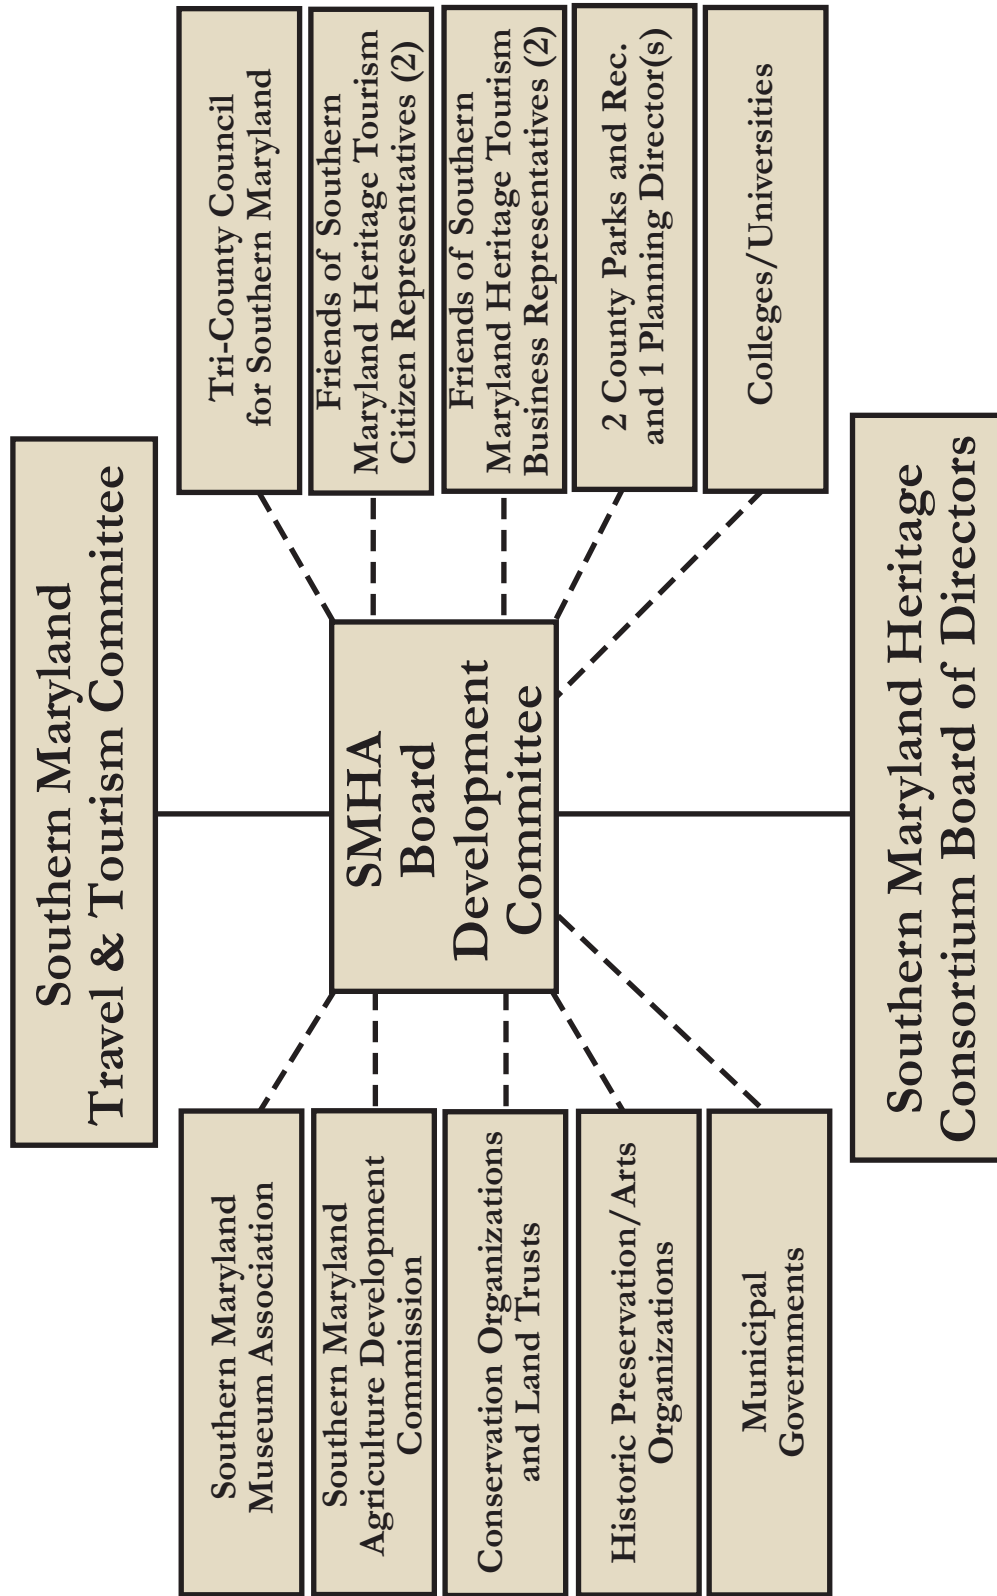 Southern Maryland
Travel & Tourism Committee
Southern Maryland
Museum Association
Southern Maryland
Agriculture Development
Commission
Conservation Organizations
and Land Trusts
Historic Preservation/Arts
Organizations
Municipal
Governments
SMHA
Board
Development
Committee
Tri-County Council
for Southern Maryland
Friends of Southern
Maryland Heritage Tourism
Citizen Representatives (2)
Friends of Southern
Maryland Heritage Tourism
Business Representatives (2)
2 County Parks and Rec.
and 1 Planning Director(s)
Colleges/Universities
Southern Maryland Heritage
Consortium Board of Directors